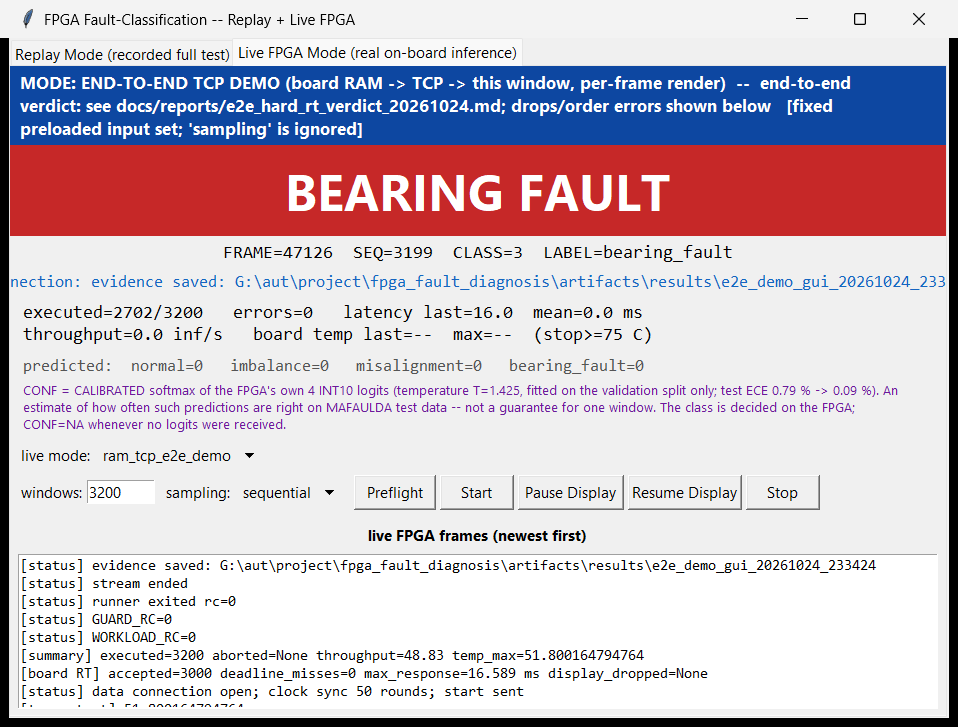 FPGA Fault-Classification -- Replay + Live FPGA
Replay Mode (recorded full test) Live FPGA Mode (real on-board inference)
MODE: END-TO-END TCP DEMO (board RAM -> TCP -> this window, per-frame render) -- end-to-end
verdict: see docs/reports/e2e_hard_rt_verdict_20261024.md; drops/order errors shown below [fixed
preloaded input set; 'sampling' is ignored]
BEARING FAULT
FRAME=47126 SEQ=3199 CLASS=3 LABEL=bearing_fault
nection: evidence saved: G:\aut\project\fpga_fault_diagnosis\artifacts\results\e2e_demo_gui_20261024_233
executed=2702/3200 errors=0 latency last=16.0 mean=0.0 ms
throughput=0.0 inf/s board temp last=-- max=-- (stop>=75 C)
predicted: normal=0 imbalance=0 misalignment=0 bearing_fault=0
CONF = CALIBRATED softmax of the FPGA's own 4 INT10 logits (temperature T=1.425, fitted on the validation split only; test ECE 0.79 % -> 0.09 %). An
estimate of how often such predictions are right on MAFAULDA test data -- not a guarantee for one window. The class is decided on the FPGA;
CONF=NA whenever no logits were received.
live mode: ram_tcp_e2e_demo
windows: 3200 sampling: sequential Preflight Start Pause Display Resume Display Stop
live FPGA frames (newest first)
[status] evidence saved: G:\aut\project\fpga_fault_diagnosis\artifacts\results\e2e_demo_gui_20261024_233424
[status] stream ended
[status] runner exited rc=0
[status] GUARD_RC=0
[status] WORKLOAD_RC=0
[summary] executed=3200 aborted=None throughput=48.83 temp_max=51.800164794764
[board RT] accepted=3000 deadline_misses=0 max_response=16.589 ms display_dropped=None
[status] data connection open; clock sync 50 rounds; start sent